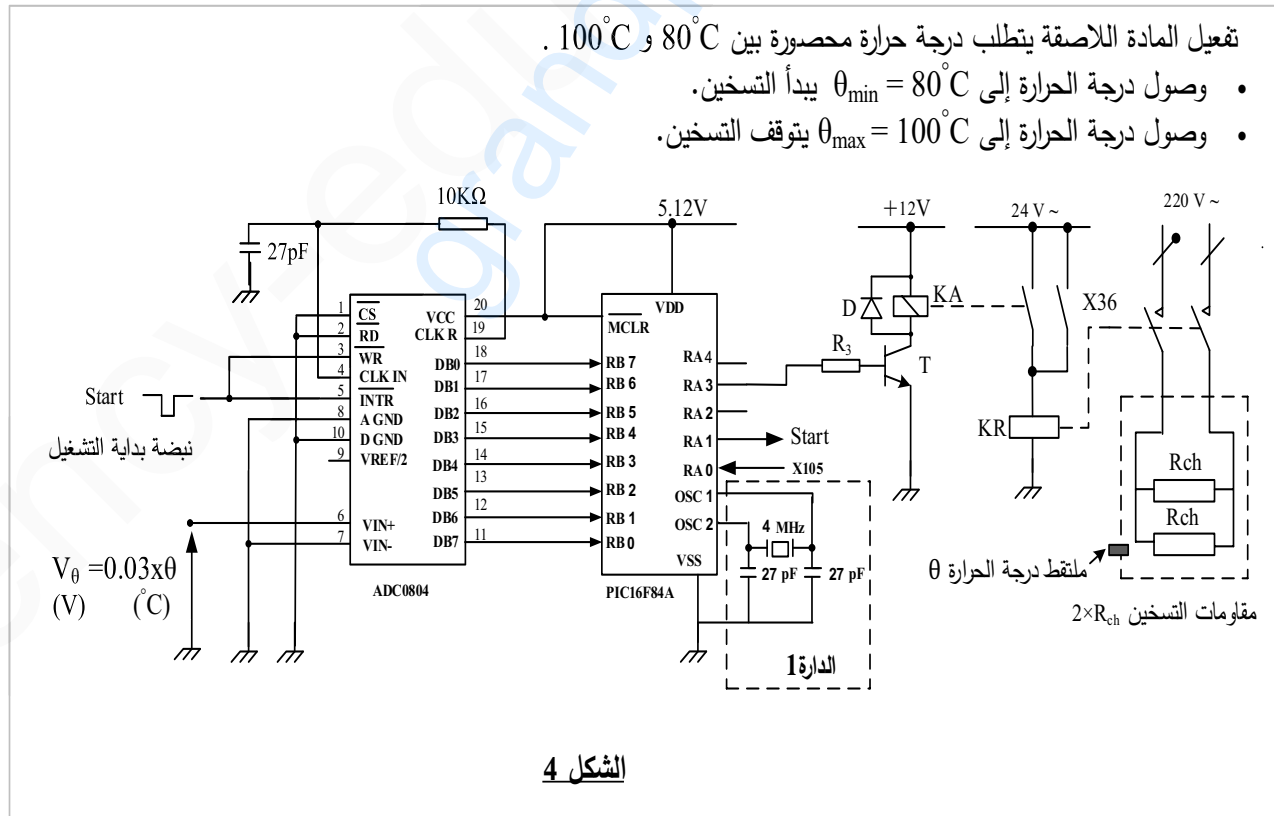 تفعيل المادة اللاصقة يتطلب درجة حرارة محصورة بين 80°C و 100°C .
• وصول درجة الحرارة إلى θmin = 80°C يبدأ التسخين.
• وصول درجة الحرارة إلى θmax = 100°C يتوقف التسخين.
10KΩ
27pF
5.12V
+12V
24 V ~
220 V ~
1 CS
2 RD
3 WR
4 CLK IN
5 INTR
8 A GND
10 D GND
9 VREF/2
6 VIN+
7 VIN-
VCC 20
CLK R 19
DB0 18
DB1 17
DB2 16
DB3 15
DB4 14
DB5 13
DB6 12
DB7 11
ADC0804
Start
نبضة بداية التشغيل
Vθ =0.03xθ
(V) (°C)
VDD
MCLR
RB 7
RB 6
RB 5
RB 4
RB 3
RB 2
RB 1
RB 0
RA 4
RA 3
RA 2
RA 1
RA 0
OSC 1
OSC 2
VSS
PIC16F84A
Start
X105
4 MHz
27 pF
27 pF
الدارة1
R3
D
KA
T
X36
KR
Rch
Rch
ملتقط درجة الحرارة θ
مقاومات التسخين 2×Rch
الشكل 4